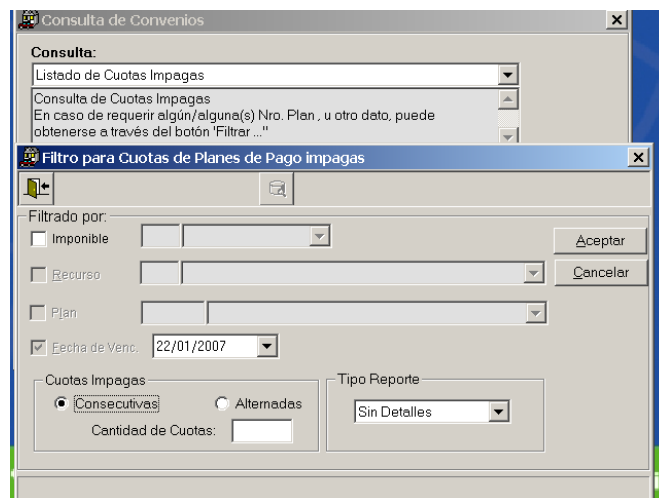 Consulta de Convenios
Consulta:
Listado de Cuotas Impagas
Consulta de Cuotas Impagas
En caso de requerir algún/alguna(s) Nro. Plan , u otro dato, puede
obtenerse a través del botón 'Filtrar ..."
Filtro para Cuotas de Planes de Pago impagas
Filtrado por:
Imponible
Aceptar
Recurso
Cancelar
Plan
Fecha de Venc. 22/01/2007
Cuotas Impagas
Tipo Reporte
Consecutivas Alternadas
Sin Detalles
Cantidad de Cuotas: